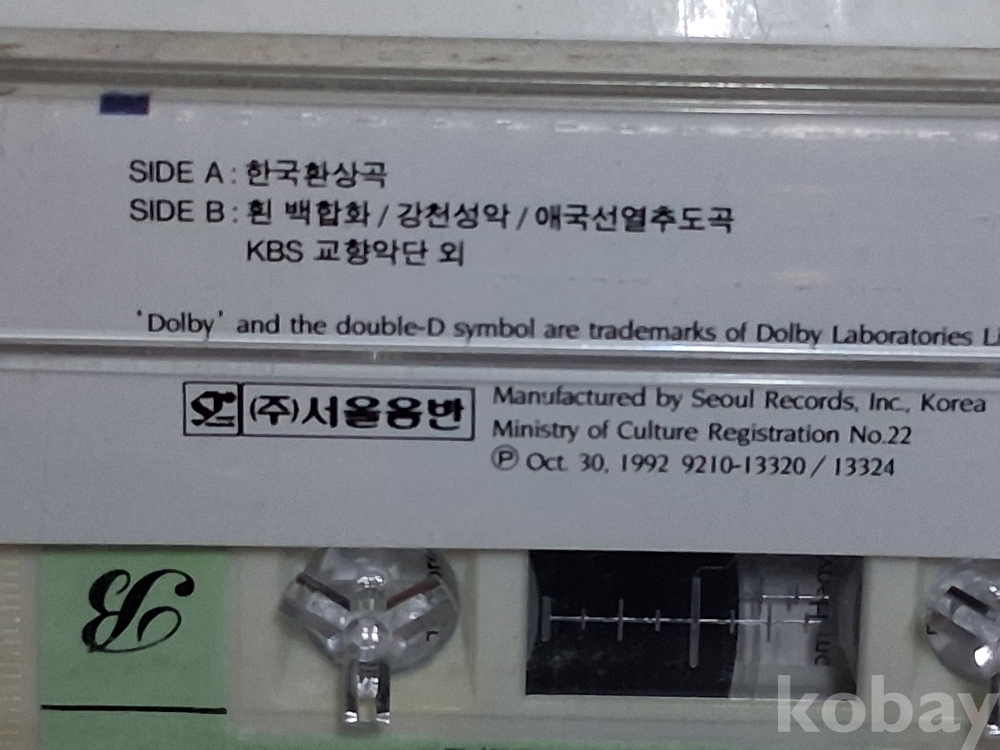 SIDE A : 한국환상곡
SIDE B : 흰 백합화 / 강천성악 / 애국선열추도곡
KBS 교향악단 외
'Dolby' and the double-D symbol are trademarks of Dolby Laboratories
(주)서울음반
Manufactured by Seoul Records, Inc., Korea
Ministry of Culture Registration No.22
Ⓟ Oct. 30, 1992 9210-13320 / 13324
B
kobay